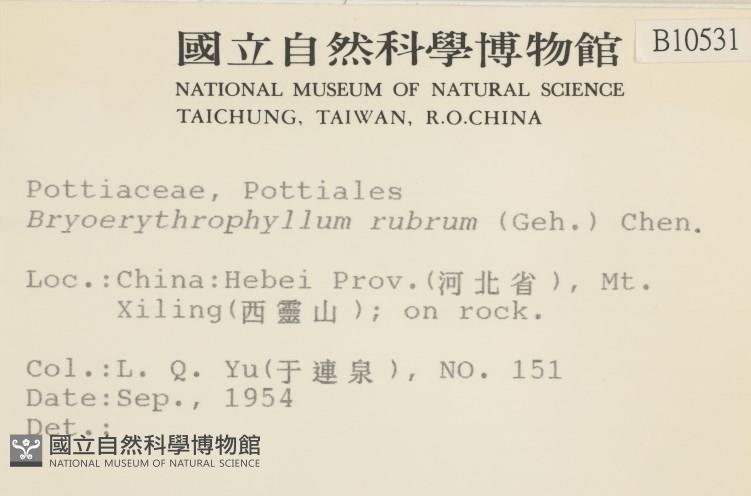 國立自然科學博物館
B10531
NATIONAL MUSEUM OF NATURAL SCIENCE
TAICHUNG, TAIWAN, R.O.CHINA
Pottiaceae, Pottiales
Bryoerythrophyllum rubrum (Geh.) Chen.
Loc.:China:Hebei Prov.(河北省), Mt.
Xiling(西靈山); on rock.
Col.:L. Q. Yu(于連泉), NO. 151
Date:Sep., 1954
Det.:
國立自然科學博物館
NATIONAL MUSEUM OF NATURAL SCIENCE